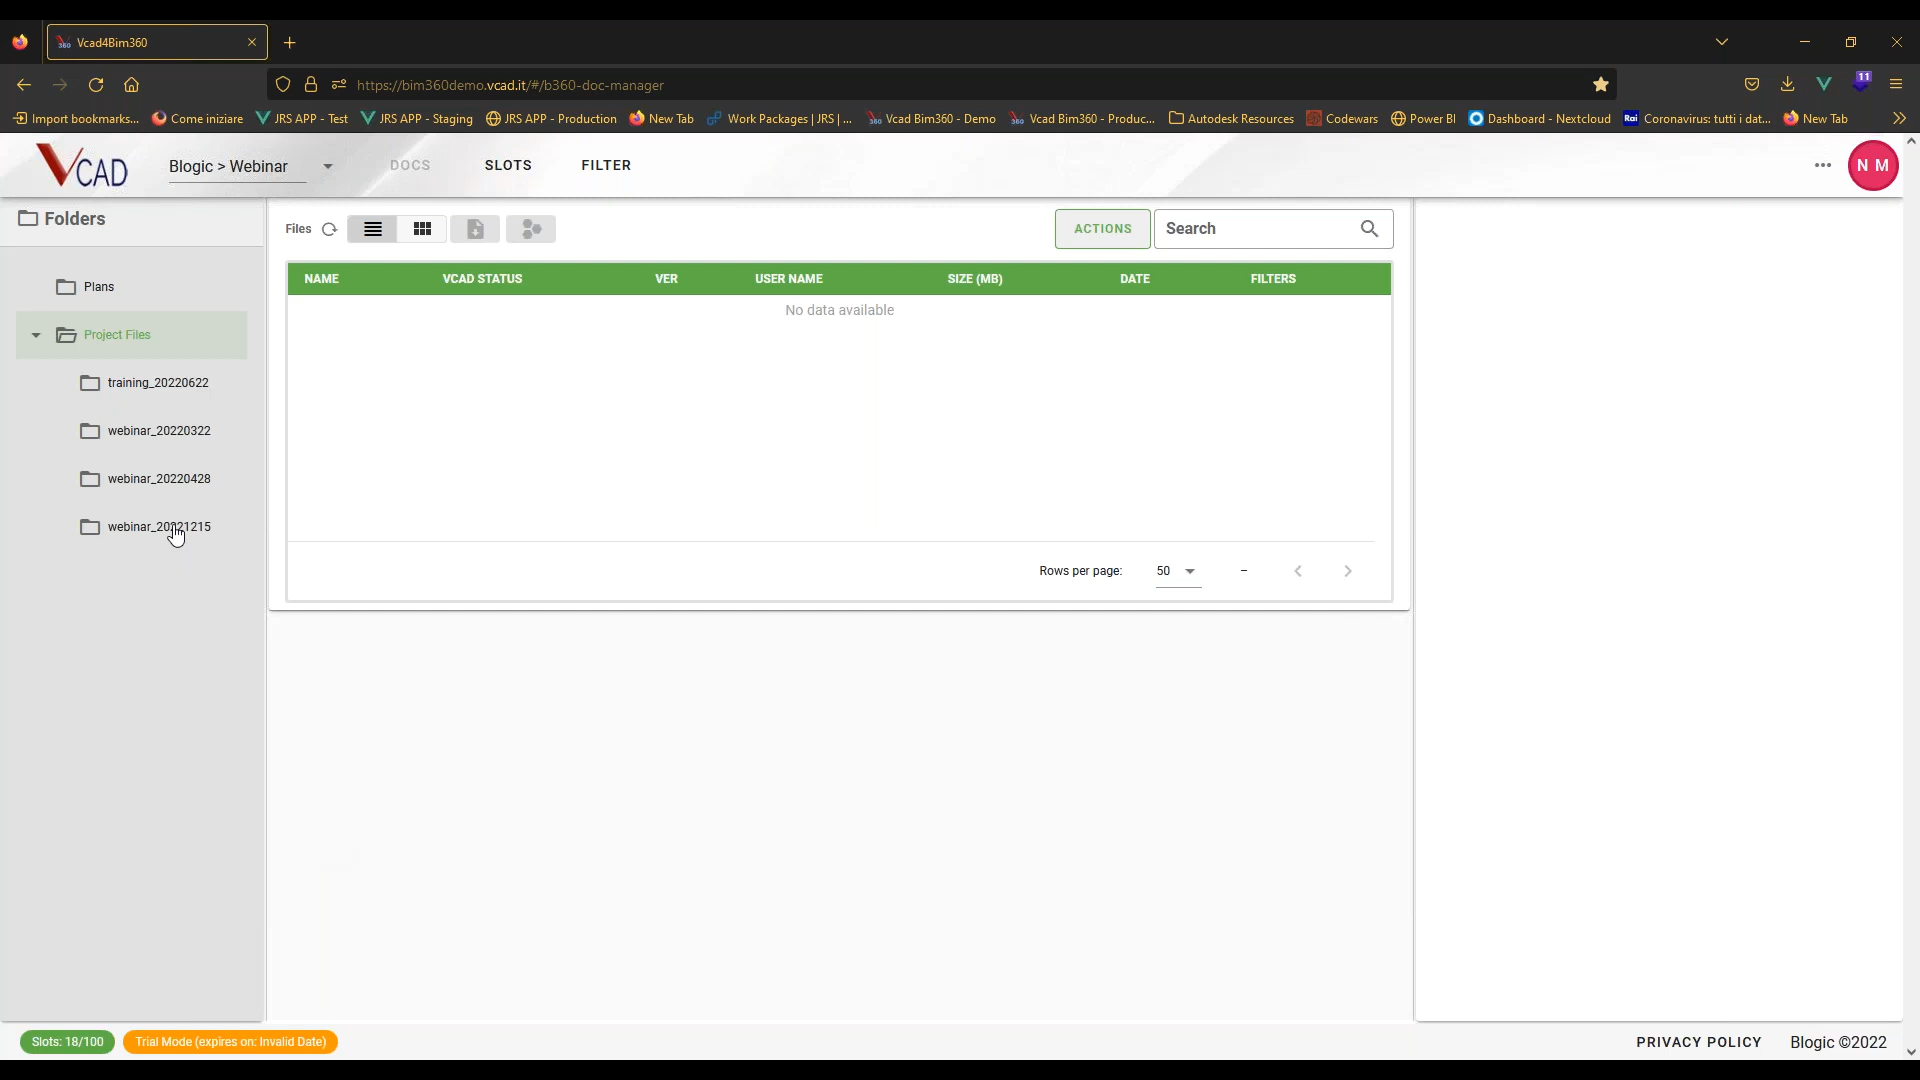 Vcad4Bim360
https://bim360demo.vcad.it/#/b360-doc-manager
11
Import bookmarks... Come iniziare JRS APP - Test JRS APP - Staging JRS APP - Production New Tab Work Packages | JRS | ... Vcad Bim360 - Demo Vcad Bim360 - Produc... Autodesk Resources Codewars Power BI Rai Dashboard - Nextcloud Coronavirus: tutti i dat... New Tab
VCAD Blogic > Webinar DOCS SLOTS FILTER N M
Folders
Files ACTIONS Search
NAME VCAD STATUS VER USER NAME SIZE (MB) DATE FILTERS
No data available
Plans
Project Files
training_20220622
webinar_20220322
webinar_20220428
webinar_20221215
Rows per page: 50 –
Slots: 18/100 Trial Mode (expires on: Invalid Date) PRIVACY POLICY Blogic ©2022